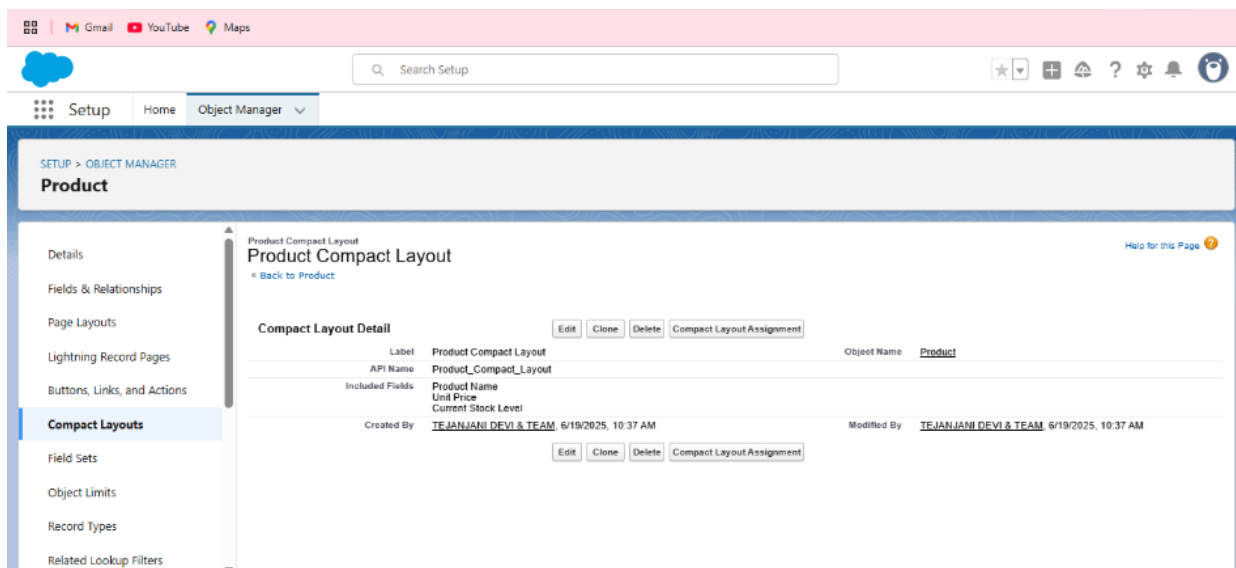 Gmail YouTube Maps
Search Setup
Setup Home Object Manager
SETUP > OBJECT MANAGER
Product
Details
Fields & Relationships
Page Layouts
Lightning Record Pages
Buttons, Links, and Actions
Compact Layouts
Field Sets
Object Limits
Record Types
Related Lookup Filters
Product Compact Layout
Product Compact Layout
« Back to Product
Help for this Page ?
Compact Layout Detail Edit Clone Delete Compact Layout Assignment
Label Product Compact Layout Object Name Product
API Name Product_Compact_Layout
Included Fields Product Name
Unit Price
Current Stock Level
Created By TEJANJANI DEVI & TEAM, 6/19/2025, 10:37 AM Modified By TEJANJANI DEVI & TEAM, 6/19/2025, 10:37 AM
Edit Clone Delete Compact Layout Assignment